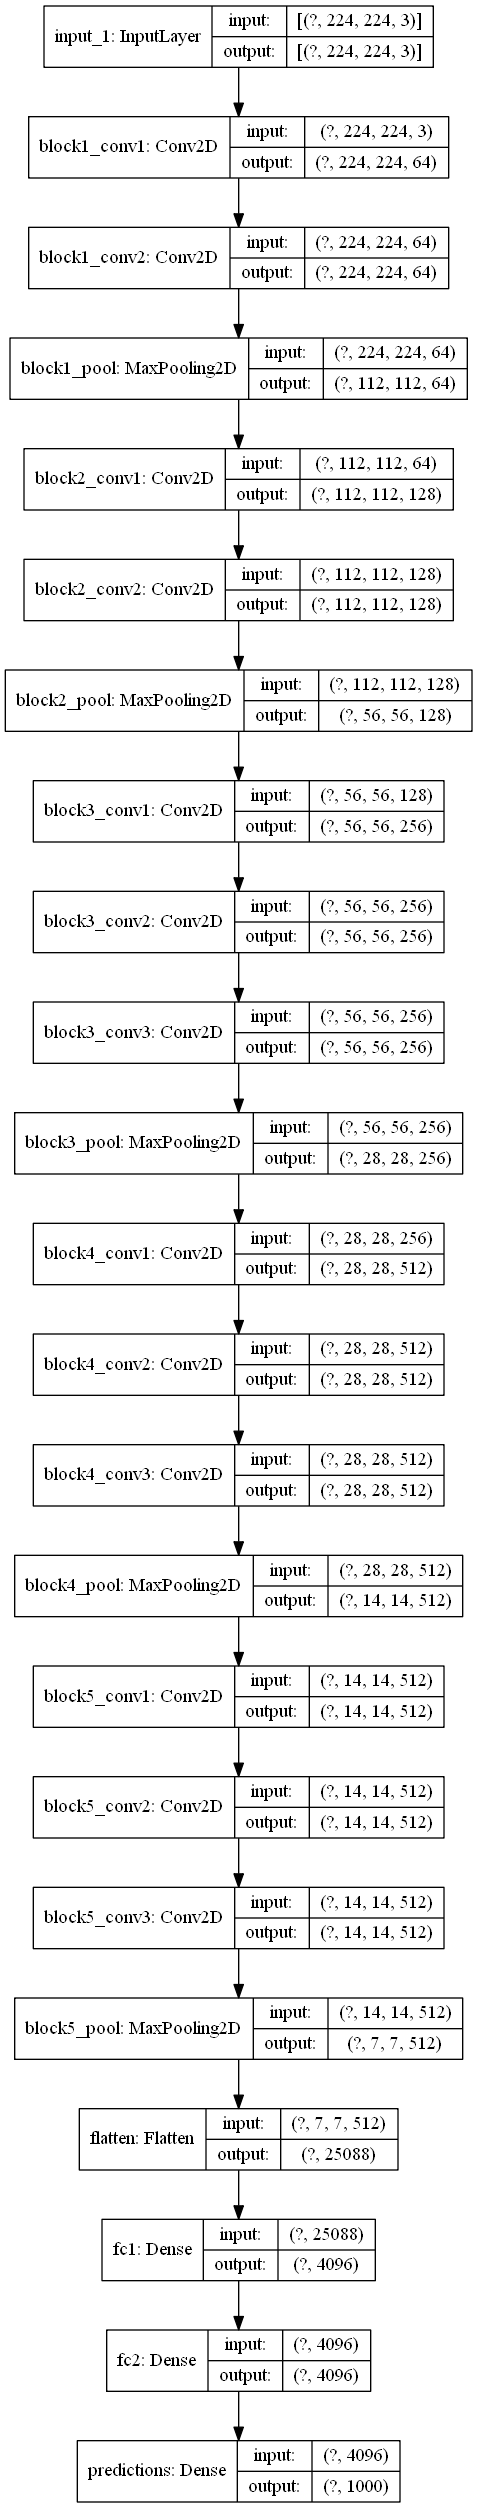 input_1: InputLayer
input: [(?, 224, 224, 3)]
output: [(?, 224, 224, 3)]
block1_conv1: Conv2D
input: (?, 224, 224, 3)
output: (?, 224, 224, 64)
block1_conv2: Conv2D
input: (?, 224, 224, 64)
output: (?, 224, 224, 64)
block1_pool: MaxPooling2D
input: (?, 224, 224, 64)
output: (?, 112, 112, 64)
block2_conv1: Conv2D
input: (?, 112, 112, 64)
output: (?, 112, 112, 128)
block2_conv2: Conv2D
input: (?, 112, 112, 128)
output: (?, 112, 112, 128)
block2_pool: MaxPooling2D
input: (?, 112, 112, 128)
output: (?, 56, 56, 128)
block3_conv1: Conv2D
input: (?, 56, 56, 128)
output: (?, 56, 56, 256)
block3_conv2: Conv2D
input: (?, 56, 56, 256)
output: (?, 56, 56, 256)
block3_conv3: Conv2D
input: (?, 56, 56, 256)
output: (?, 56, 56, 256)
block3_pool: MaxPooling2D
input: (?, 56, 56, 256)
output: (?, 28, 28, 256)
block4_conv1: Conv2D
input: (?, 28, 28, 256)
output: (?, 28, 28, 512)
block4_conv2: Conv2D
input: (?, 28, 28, 512)
output: (?, 28, 28, 512)
block4_conv3: Conv2D
input: (?, 28, 28, 512)
output: (?, 28, 28, 512)
block4_pool: MaxPooling2D
input: (?, 28, 28, 512)
output: (?, 14, 14, 512)
block5_conv1: Conv2D
input: (?, 14, 14, 512)
output: (?, 14, 14, 512)
block5_conv2: Conv2D
input: (?, 14, 14, 512)
output: (?, 14, 14, 512)
block5_conv3: Conv2D
input: (?, 14, 14, 512)
output: (?, 14, 14, 512)
block5_pool: MaxPooling2D
input: (?, 14, 14, 512)
output: (?, 7, 7, 512)
flatten: Flatten
input: (?, 7, 7, 512)
output: (?, 25088)
fc1: Dense
input: (?, 25088)
output: (?, 4096)
fc2: Dense
input: (?, 4096)
output: (?, 4096)
predictions: Dense
input: (?, 4096)
output: (?, 1000)